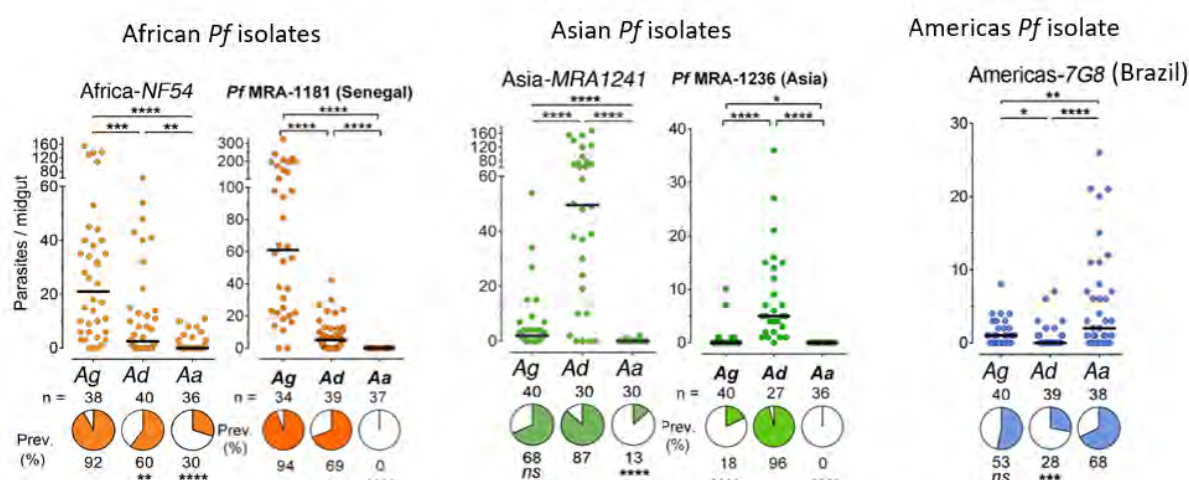 African Pf isolates
Asian Pf isolates
Americas Pf isolate
Africa-NF54
Pf MRA-1181 (Senegal)
Asia-MRA1241
Pf MRA-1236 (Asia)
Americas-7G8 (Brazil)
****
*** **
****
**** ****
****
**** ****
*
**** ****
**
* ****
Parasites / midgut
160
120
80
60
40
20
0
300
200
100
80
60
40
20
0
160
120
80
60
40
20
0
40
30
20
10
0
30
20
10
0
Ag Ad Aa
Ag Ad Aa
Ag Ad Aa
Ag Ad Aa
Ag Ad Aa
n = 38 40 36
n = 34 39 37
40 30 30
n = 40 27 36
40 39 38
Prev.
(%)
92 60 30
** ****
Prev.
(%)
94 69 0
68 87 13
ns ****
(%)
18 96 0
53 28 68
ns ***